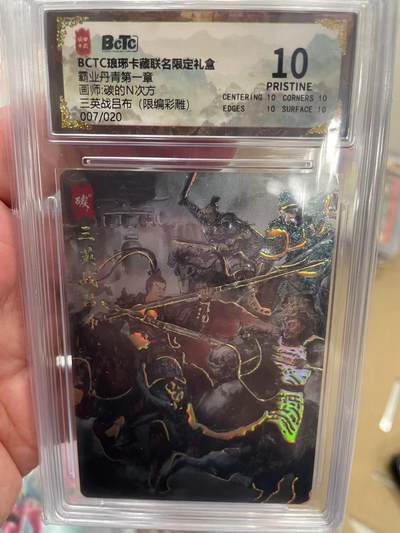 BCTC
BCTC琅琊卡藏联名限定礼盒
霸业丹青第一章
画师:碳的N次方
三英战吕布（限编彩雕）
007/020
10
PRISTINE
CENTERING 10 CORNERS 10
EDGES 10 SURFACE 10
碳
三英战吕布